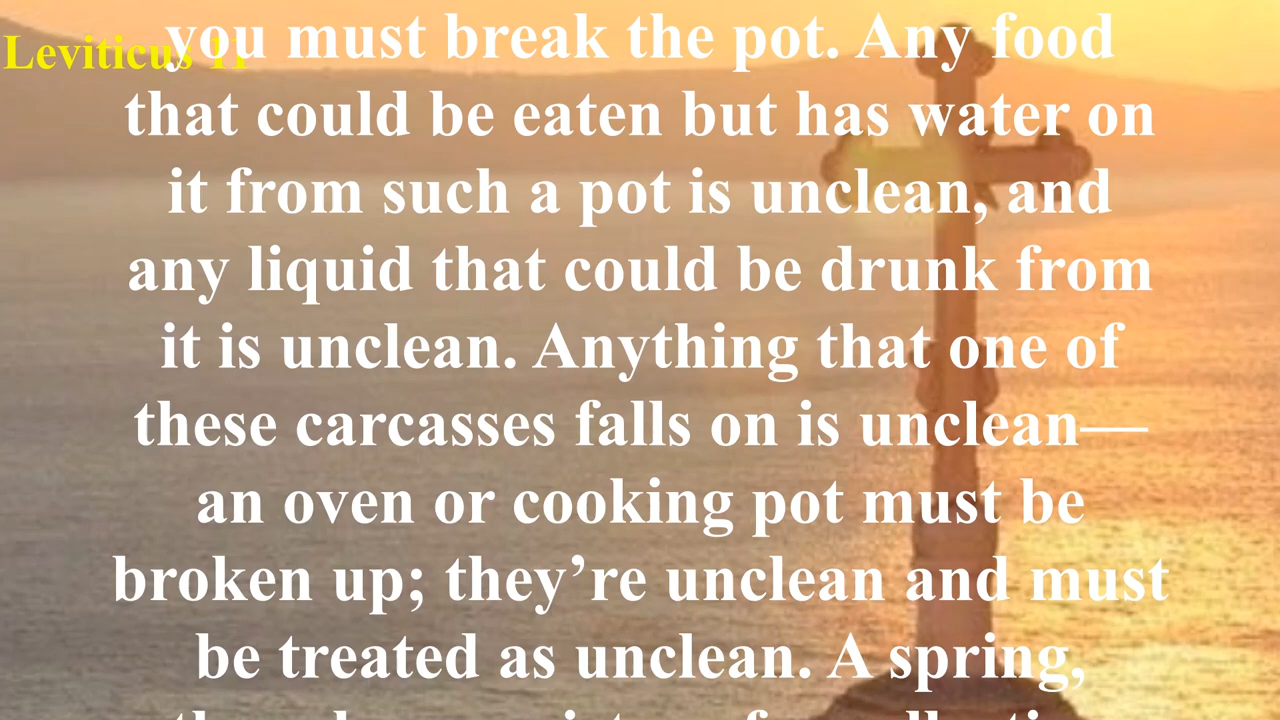 Leviticus 11
you must break the pot. Any food
that could be eaten but has water on
it from such a pot is unclean, and
any liquid that could be drunk from
it is unclean. Anything that one of
these carcasses falls on is unclean—
an oven or cooking pot must be
broken up; they’re unclean and must
be treated as unclean. A spring,